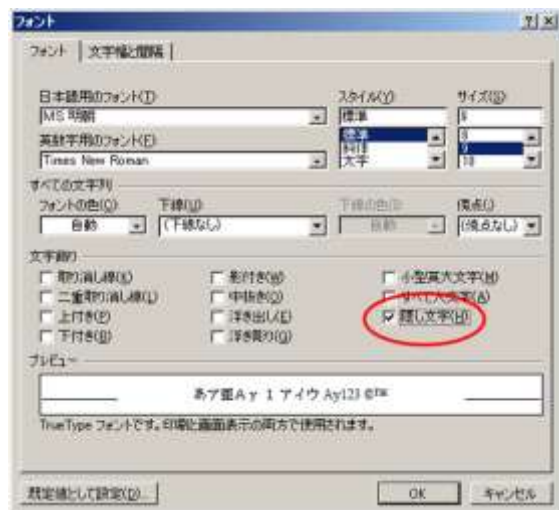 フォント
フォント 文字幅と間隔
日本語用のフォント(T) スタイル(Y) サイズ(S)
MS 明朝 標準 9
英数字用のフォント(F) 標準 8
Times New Roman 斜体 9
太字 10
すべての文字列
フォントの色(C) 下線(U) 下線の色(I) 傍点(:)
自動 (下線なし) 自動 (傍点なし)
文字飾り
取り消し線(K) 影付き(W) 小型英大文字(M)
二重取り消し線(L) 中抜き(O) すべて大文字(A)
上付き(P) 浮き出し(E) 隠し文字(H)
下付き(B) 浮き彫り(G)
プレビュー
あア亜Ay 1 アイウ Ay123
TrueType フォントです。印刷と画面表示の両方で使用されます。
既定値として設定(D)... OK キャンセル